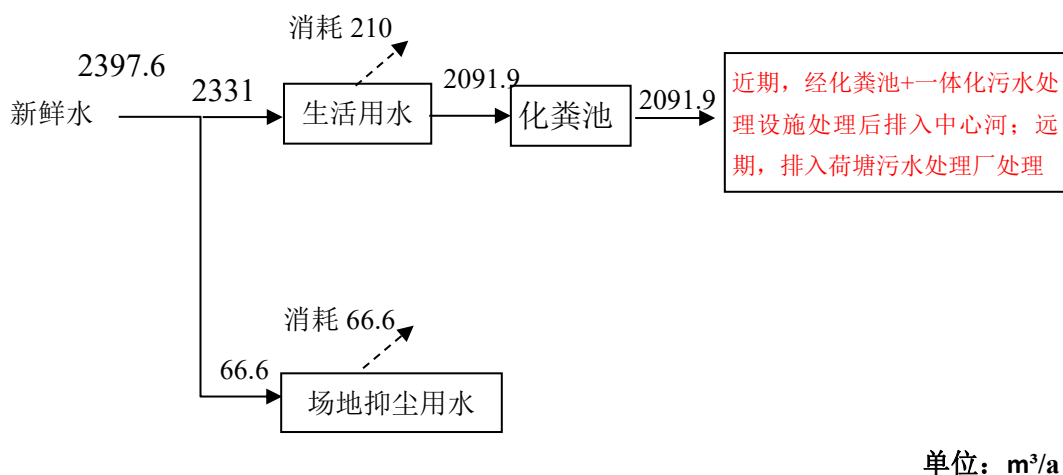 消耗 210
2397.6
2331
新鲜水
生活用水
2091.9
化粪池
2091.9
近期，经化粪池+一体化污水处
理设施处理后排入中心河；远
期，排入荷塘污水处理厂处理
消耗 66.6
66.6
场地抑尘用水
单位：m³/a